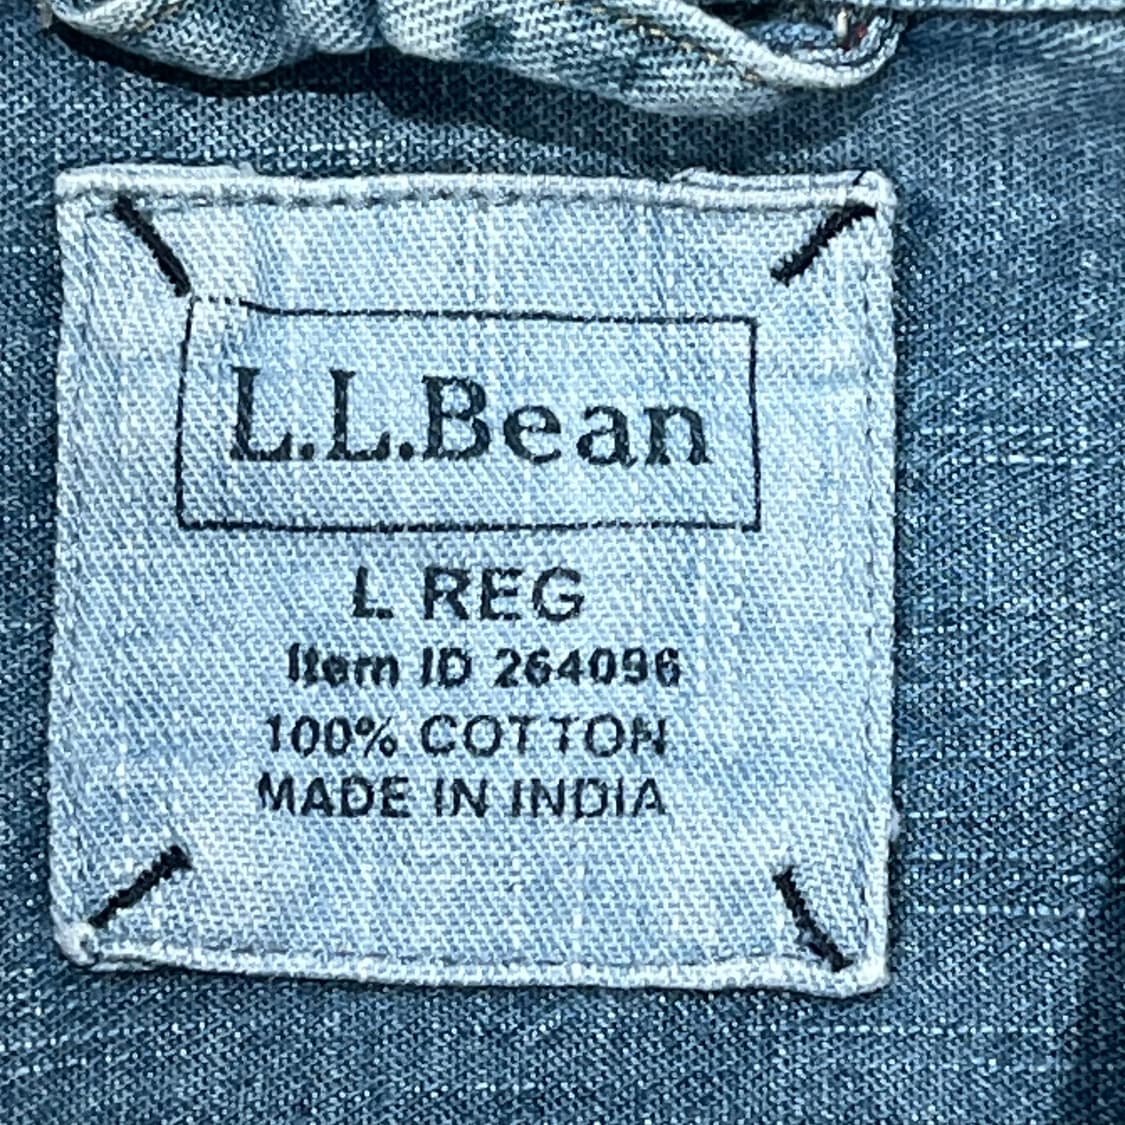 L.L.Bean
L REG
Item ID 264096
100% COTTON
MADE IN INDIA